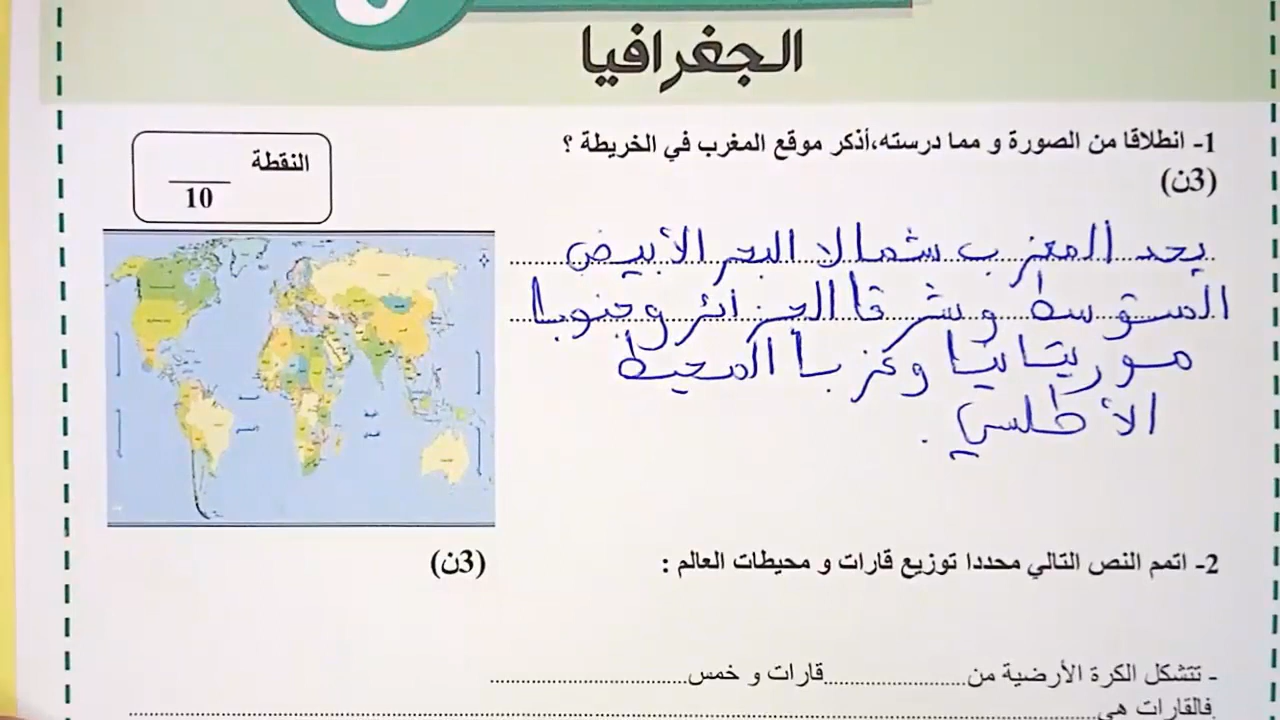 الجغرافيا
1- انطلاقا من الصورة و مما درسته،أذكر موقع المغرب في الخريطة ؟
(3ن)
النقطة
10
يحد المغرب شمالا البحر الأبيض
المتوسط وشرقا الجزائر وجنوبا
موريتانيا وغربا المحيط
الأطلسي .
2- اتمم النص التالي محددا توزيع قارات و محيطات العالم :
(3ن)
- تتشكل الكرة الأرضية من....................قارات و خمس....................
فالقارات هي....................